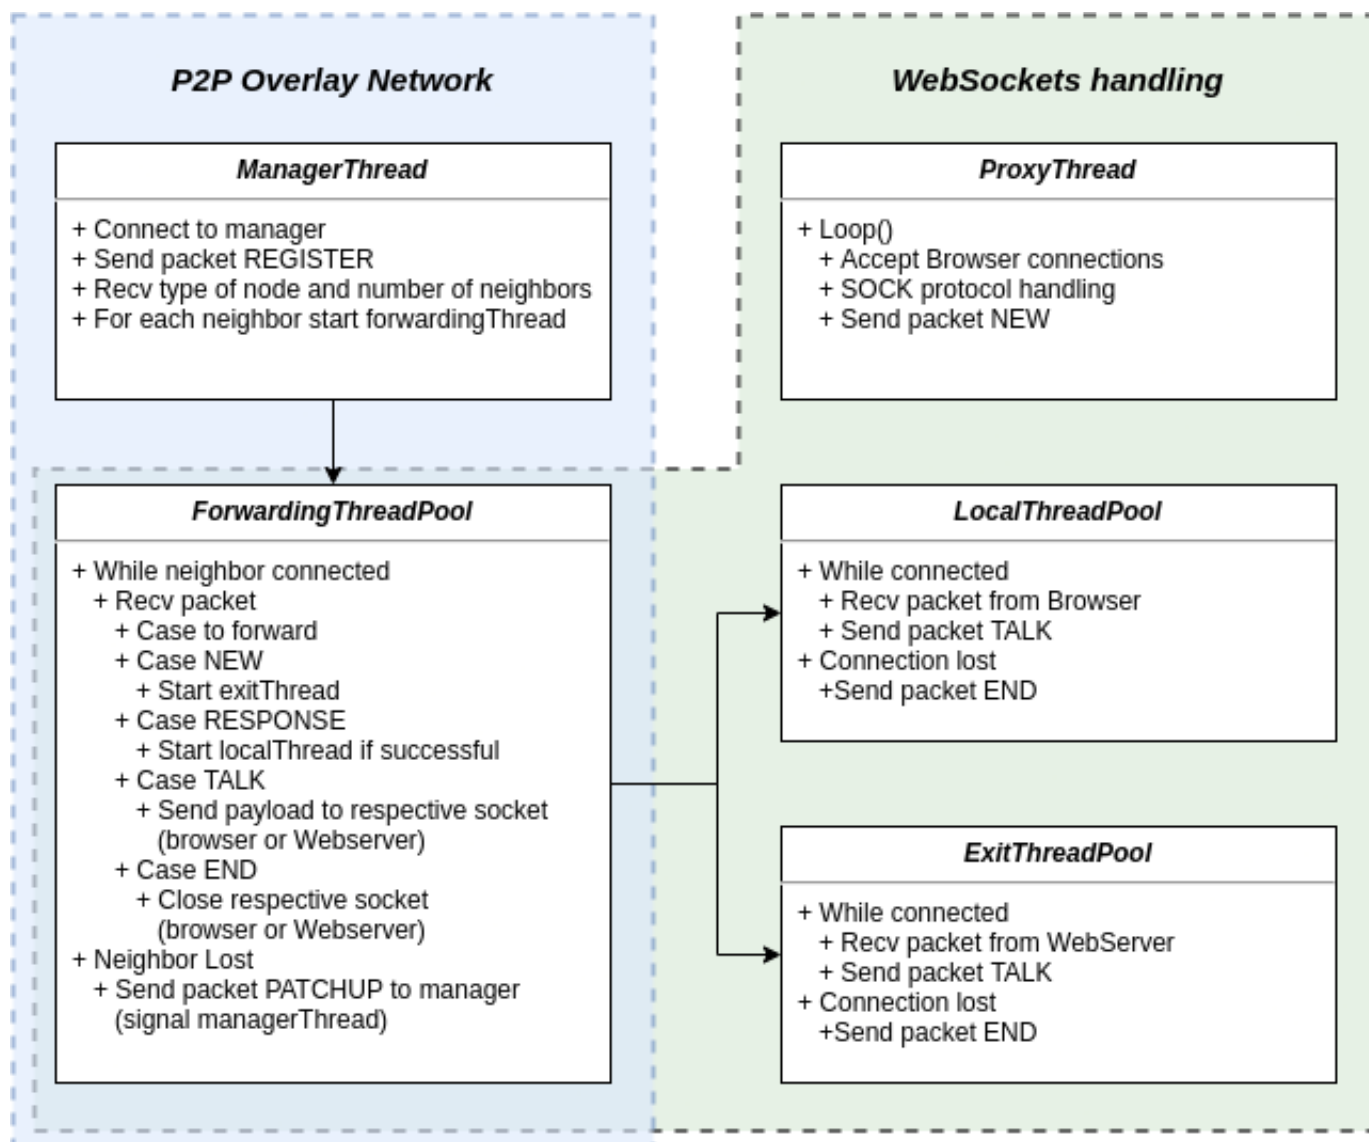 P2P Overlay Network
ManagerThread
+ Connect to manager
+ Send packet REGISTER
+ Recv type of node and number of neighbors
+ For each neighbor start forwardingThread
ForwardingThreadPool
+ While neighbor connected
+ Recv packet
+ Case to forward
+ Case NEW
+ Start exitThread
+ Case RESPONSE
+ Start localThread if successful
+ Case TALK
+ Send payload to respective socket
(browser or Webserver)
+ Case END
+ Close respective socket
(browser or Webserver)
+ Neighbor Lost
+ Send packet PATCHUP to manager
(signal managerThread)
WebSockets handling
ProxyThread
+ Loop()
+ Accept Browser connections
+ SOCK protocol handling
+ Send packet NEW
LocalThreadPool
+ While connected
+ Recv packet from Browser
+ Send packet TALK
+ Connection lost
+Send packet END
ExitThreadPool
+ While connected
+ Recv packet from WebServer
+ Send packet TALK
+ Connection lost
+Send packet END